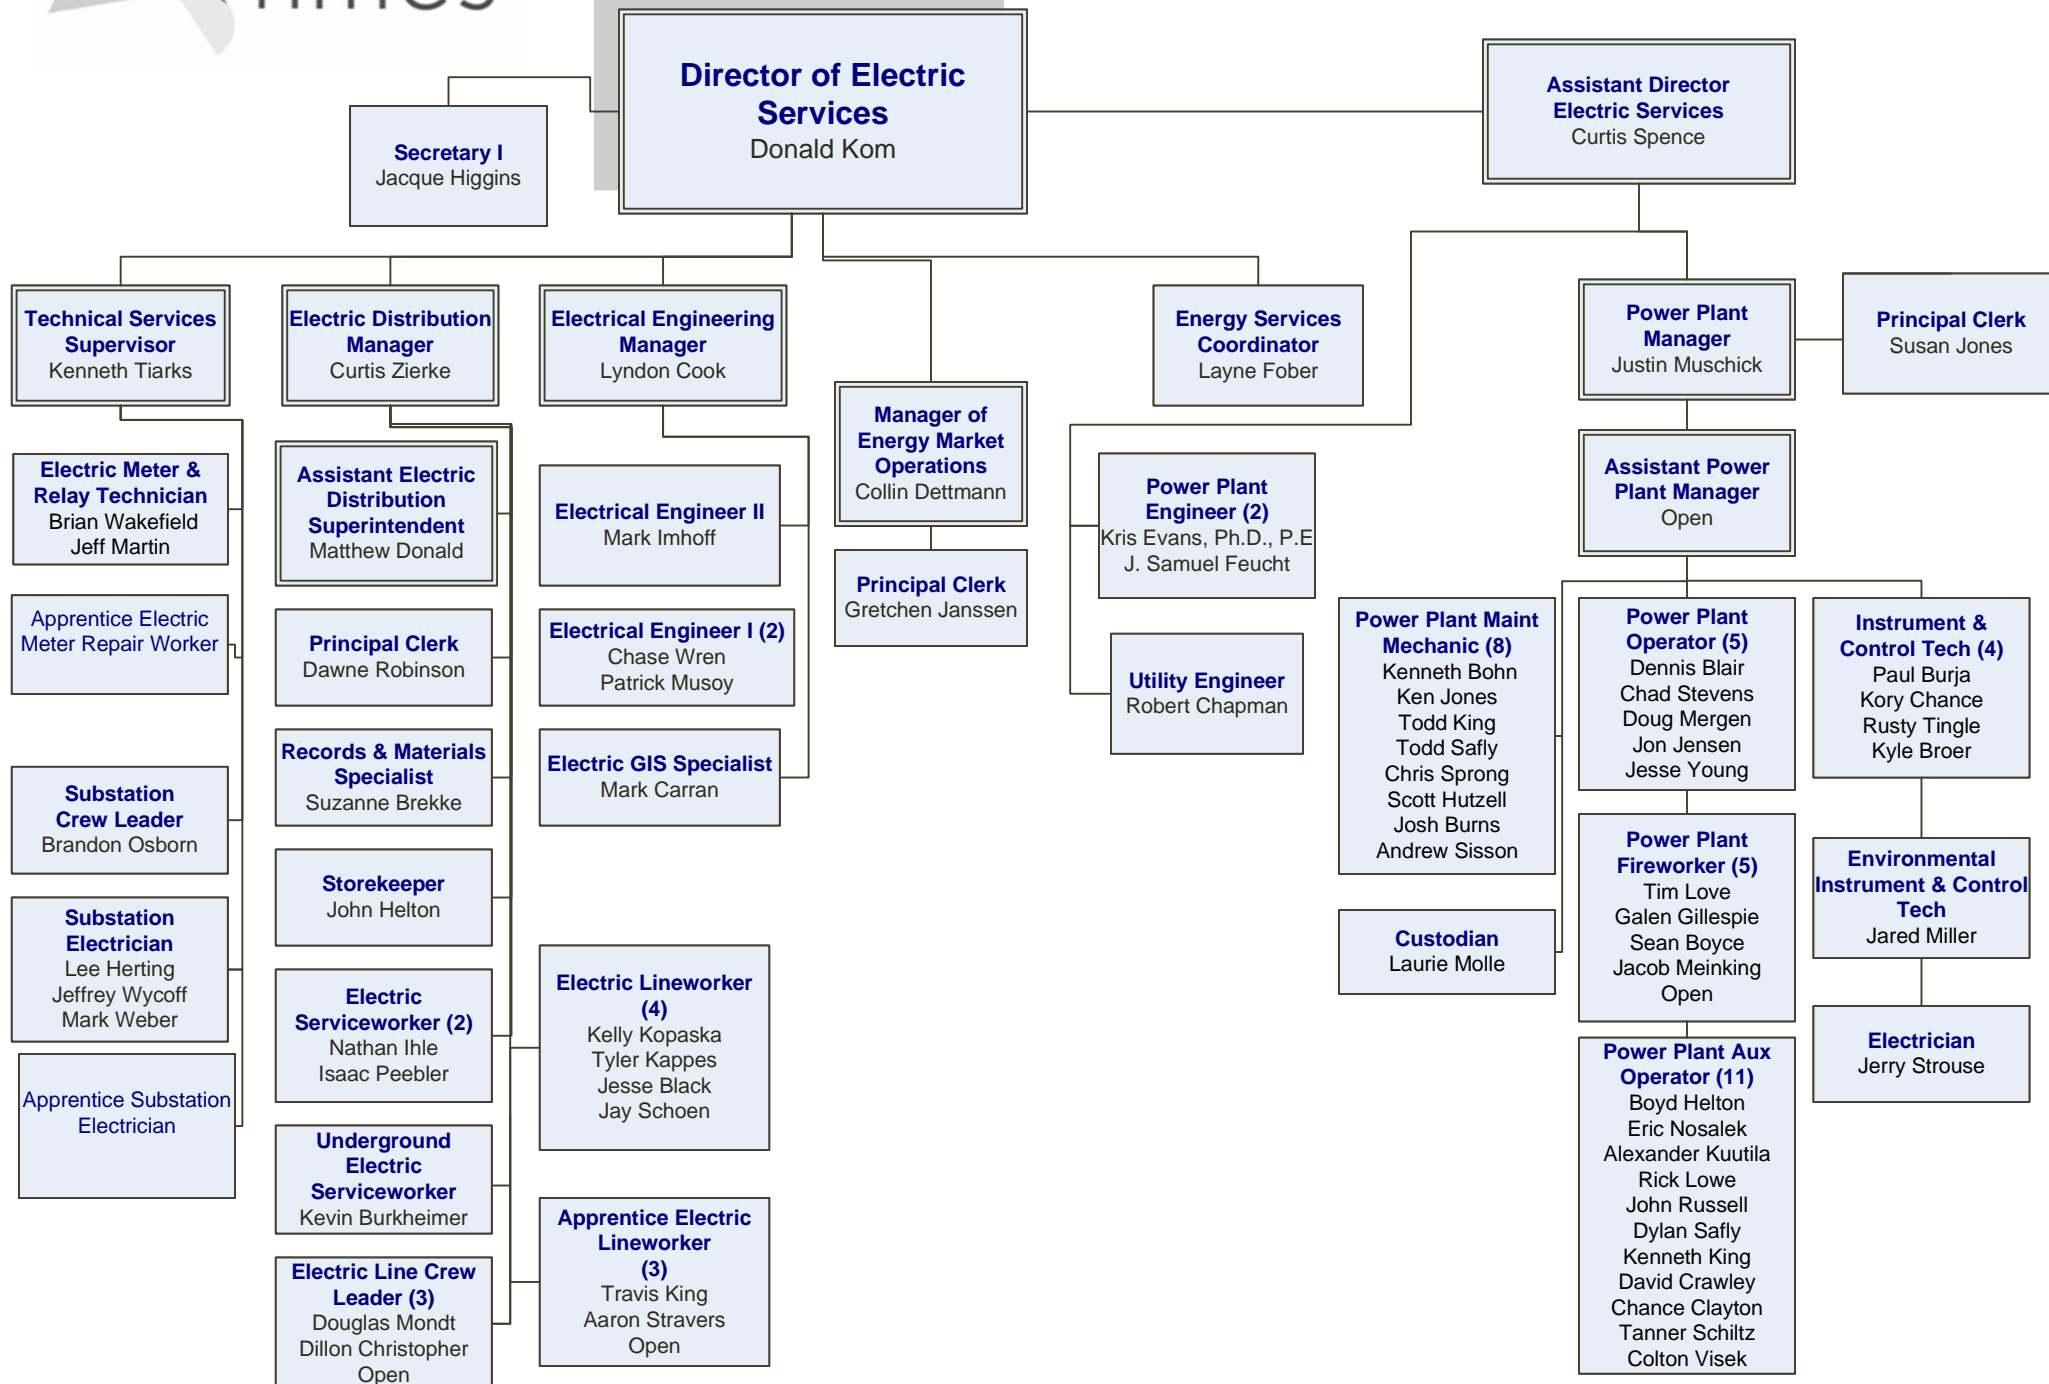 Director of Electric
Services
Donald Kom
Assistant Director
Electric Services
Curtis Spence
Secretary I
Jacque Higgins
Technical Services
Supervisor
Kenneth Tiarks
Electric Distribution
Manager
Curtis Zierke
Electrical Engineering
Manager
Lyndon Cook
Manager of
Energy Market
Operations
Collin Dettmann
Energy Services
Coordinator
Layne Fober
Power Plant
Manager
Justin Muschick
Principal Clerk
Susan Jones
Electric Meter &
Relay Technician
Brian Wakefield
Jeff Martin
Apprentice Electric
Meter Repair Worker
Substation
Crew Leader
Brandon Osborn
Substation
Electrician
Lee Herting
Jeffrey Wycoff
Mark Weber
Apprentice Substation
Electrician
Assistant Electric
Distribution
Superintendent
Matthew Donald
Principal Clerk
Dawne Robinson
Records & Materials
Specialist
Suzanne Brekke
Storekeeper
John Helton
Electric
Serviceworker (2)
Nathan Ihle
Isaac Peebler
Underground
Electric
Serviceworker
Kevin Burkheimer
Electric Line Crew
Leader (3)
Douglas Mondt
Dillon Christopher
Open
Electrical Engineer II
Mark Imhoff
Electrical Engineer I (2)
Chase Wren
Patrick Musoy
Electric GIS Specialist
Mark Carran
Electric Lineworker
(4)
Kelly Kopaska
Tyler Kappes
Jesse Black
Jay Schoen
Apprentice Electric
Lineworker
(3)
Travis King
Aaron Stravers
Open
Principal Clerk
Gretchen Janssen
Power Plant
Engineer (2)
Kris Evans, Ph.D., P.E
J. Samuel Feucht
Utility Engineer
Robert Chapman
Assistant Power
Plant Manager
Open
Power Plant Maint
Mechanic (8)
Kenneth Bohn
Ken Jones
Todd King
Todd Safly
Chris Sprong
Scott Hutzell
Josh Burns
Andrew Sisson
Custodian
Laurie Molle
Power Plant
Operator (5)
Dennis Blair
Chad Stevens
Doug Mergen
Jon Jensen
Jesse Young
Power Plant
Fireworker (5)
Tim Love
Galen Gillespie
Sean Boyce
Jacob Meinking
Open
Power Plant Aux
Operator (11)
Boyd Helton
Eric Nosalek
Alexander Kuutila
Rick Lowe
John Russell
Dylan Safly
Kenneth King
David Crawley
Chance Clayton
Tanner Schiltz
Colton Visek
Instrument &
Control Tech (4)
Paul Burja
Kory Chance
Rusty Tingle
Kyle Broer
Environmental
Instrument & Control
Tech
Jared Miller
Electrician
Jerry Strouse